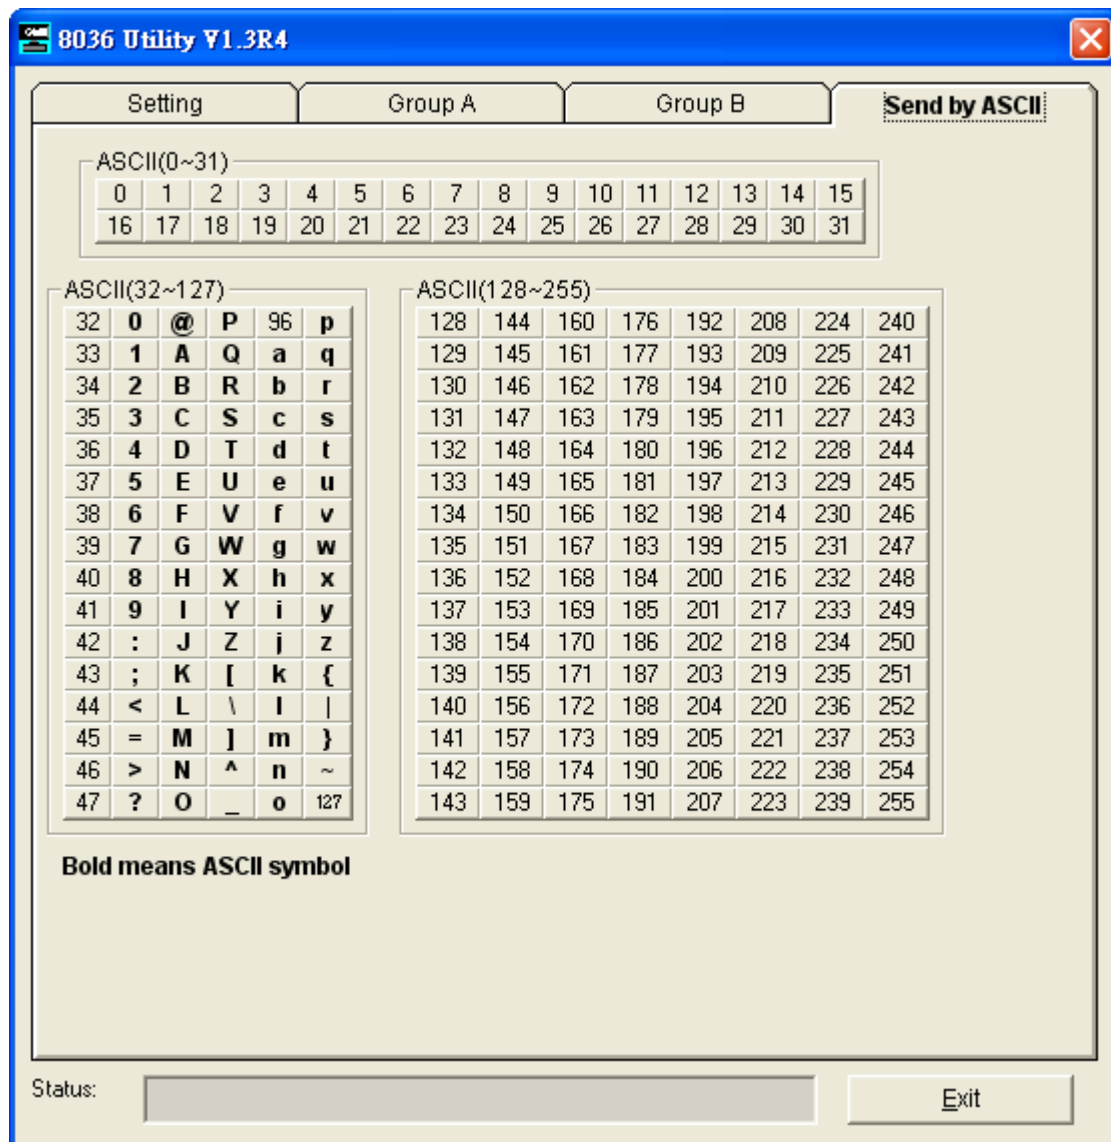 8036 Utility V1.3R4
Setting Group A Group B Send by ASCII
ASCII(0~31)
0 1 2 3 4 5 6 7 8 9 10 11 12 13 14 15
16 17 18 19 20 21 22 23 24 25 26 27 28 29 30 31
ASCII(32~127)
32 0 @ P 96 p
33 1 A Q a q
34 2 B R b r
35 3 C S c s
36 4 D T d t
37 5 E U e u
38 6 F V f v
39 7 G W g w
40 8 H X h x
41 9 I Y i y
42 : J Z j z
43 ; K [ k {
44 < L \ l |
45 = M ] m }
46 > N ^ n ~
47 ? O _ o 127
ASCII(128~255)
128 144 160 176 192 208 224 240
129 145 161 177 193 209 225 241
130 146 162 178 194 210 226 242
131 147 163 179 195 211 227 243
132 148 164 180 196 212 228 244
133 149 165 181 197 213 229 245
134 150 166 182 198 214 230 246
135 151 167 183 199 215 231 247
136 152 168 184 200 216 232 248
137 153 169 185 201 217 233 249
138 154 170 186 202 218 234 250
139 155 171 187 203 219 235 251
140 156 172 188 204 220 236 252
141 157 173 189 205 221 237 253
142 158 174 190 206 222 238 254
143 159 175 191 207 223 239 255
Bold means ASCII symbol
Status:
Exit